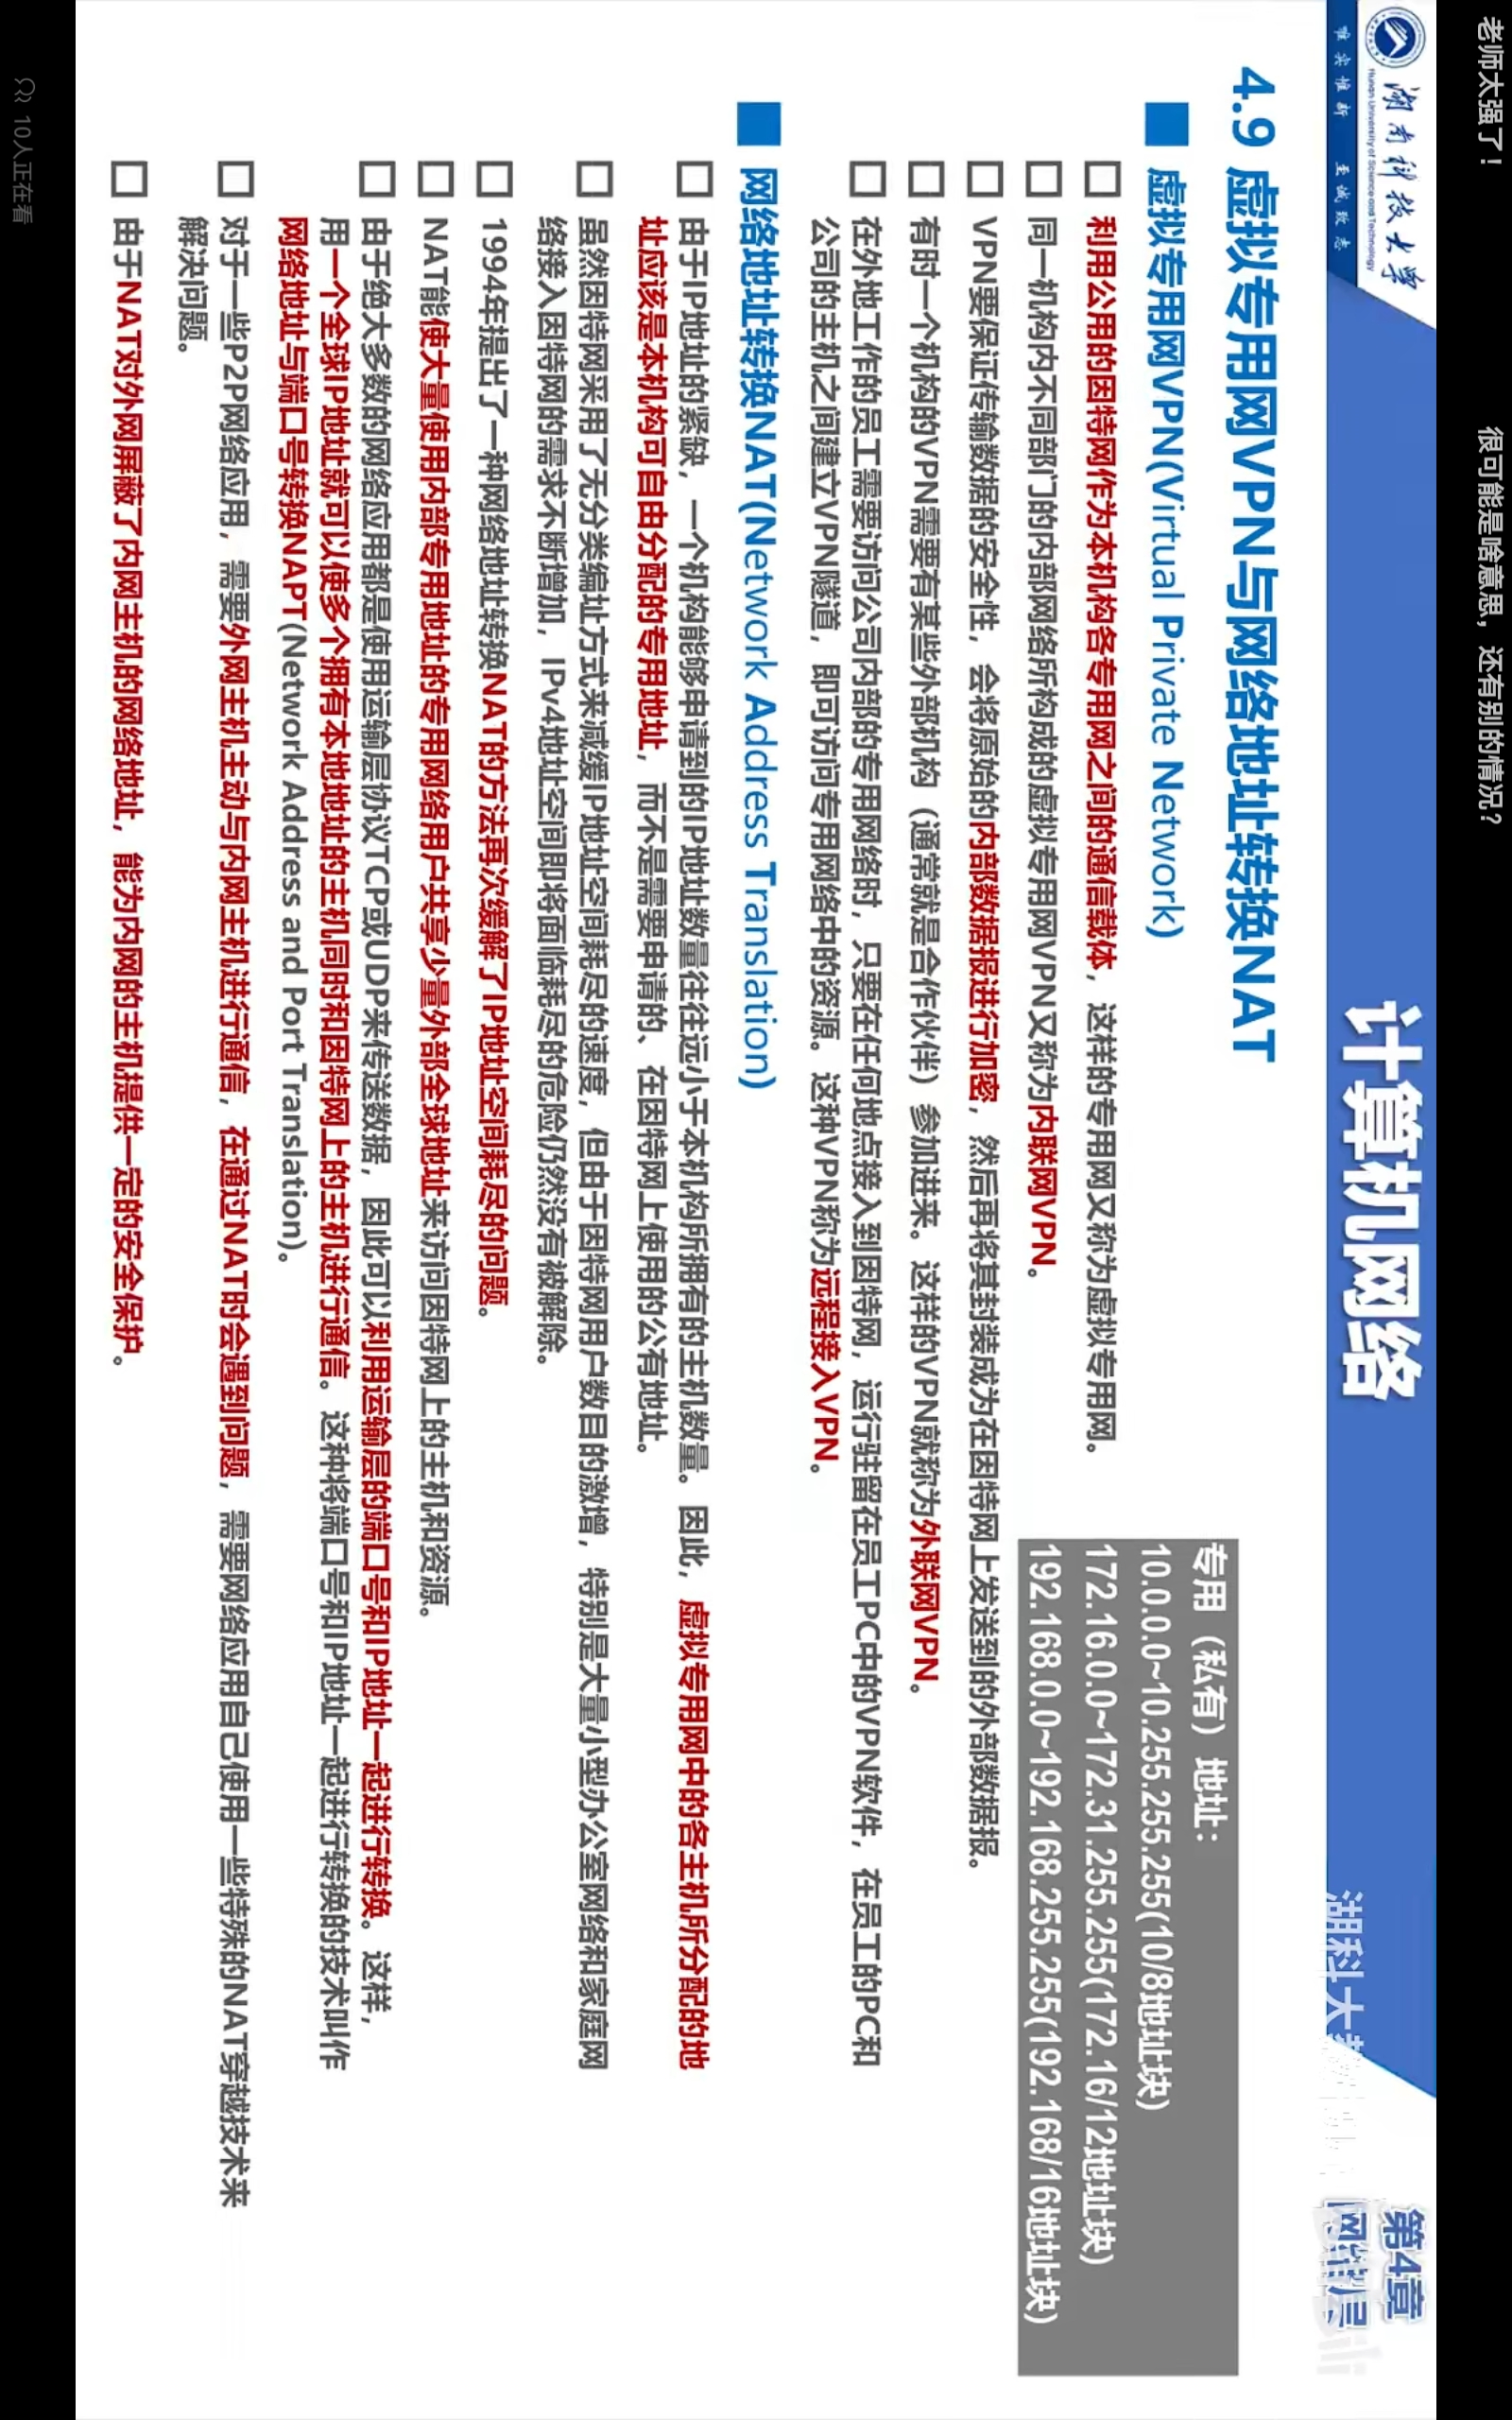 老师太强了！
很可能是啥意思，还有别的情况？
湖南科技大学
Hunan University of Science and Technology
唯实惟新 至诚致志
计算机网络
第4章
网络层
4.9 虚拟专用网VPN与网络地址转换NAT
虚拟专用网VPN(Virtual Private Network)
利用公用的因特网作为本机构各专用网之间的通信载体，这样的专用网又称为虚拟专用网。
同一机构内不同部门的内部网络所构成的虚拟专用网VPN又称为内联网VPN。
VPN要保证传输数据的安全性，会将原始的内部数据报进行加密，然后再将其封装成为在因特网上发送到的外部数据报。
有时一个机构的VPN需要有某些外部机构（通常就是合作伙伴）参加进来。这样的VPN就称为外联网VPN。
在外地工作的员工需要访问公司内部的专用网络时，只要在任何地点接入到因特网，运行驻留在员工PC中的VPN软件，在员工的PC和
公司的主机之间建立VPN隧道，即可访问专用网络中的资源。这种VPN称为远程接入VPN。
专用（私有）地址：
10.0.0.0~10.255.255.255(10/8地址块)
172.16.0.0~172.31.255.255(172.16/12地址块)
192.168.0.0~192.168.255.255(192.168/16地址块)
网络地址转换NAT(Network Address Translation)
由于IP地址的紧缺，一个机构能够申请到的IP地址数量往往远小于本机构所拥有的主机数量。因此，虚拟专用网中的各主机所分配的地
址应该是本机构可自由分配的专用地址，而不是需要申请的、在因特网上使用的公有地址。
虽然因特网采用了无分类编址方式来减缓IP地址空间耗尽的速度，但由于因特网用户数目的激增，特别是大量小型办公室网络和家庭网
络接入因特网的需求不断增加，IPv4地址空间即将面临耗尽的危险仍然没有被解除。
1994年提出了一种网络地址转换NAT的方法再次缓解了IP地址空间耗尽的问题。
NAT能使大量使用内部专用地址的专用网络用户共享少量外部全球地址来访问因特网上的主机和资源。
由于绝大多数的网络应用都是使用运输层协议TCP或UDP来传送数据，因此可以利用运输层的端口号和IP地址一起进行转换。这样，
用一个全球IP地址就可以使多个拥有本地地址的主机同时和因特网上的主机进行通信。这种将端口号和IP地址一起进行转换的技术叫作
网络地址与端口号转换NAPT(Network Address and Port Translation)。
对于一些P2P网络应用，需要外网主机主动与内网主机进行通信，在通过NAT时会遇到问题，需要网络应用自己使用一些特殊的NAT穿越技术来
解决问题。
由于NAT对外网屏蔽了内网主机的网络地址，能为内网的主机提供一定的安全保护。
10人正在看